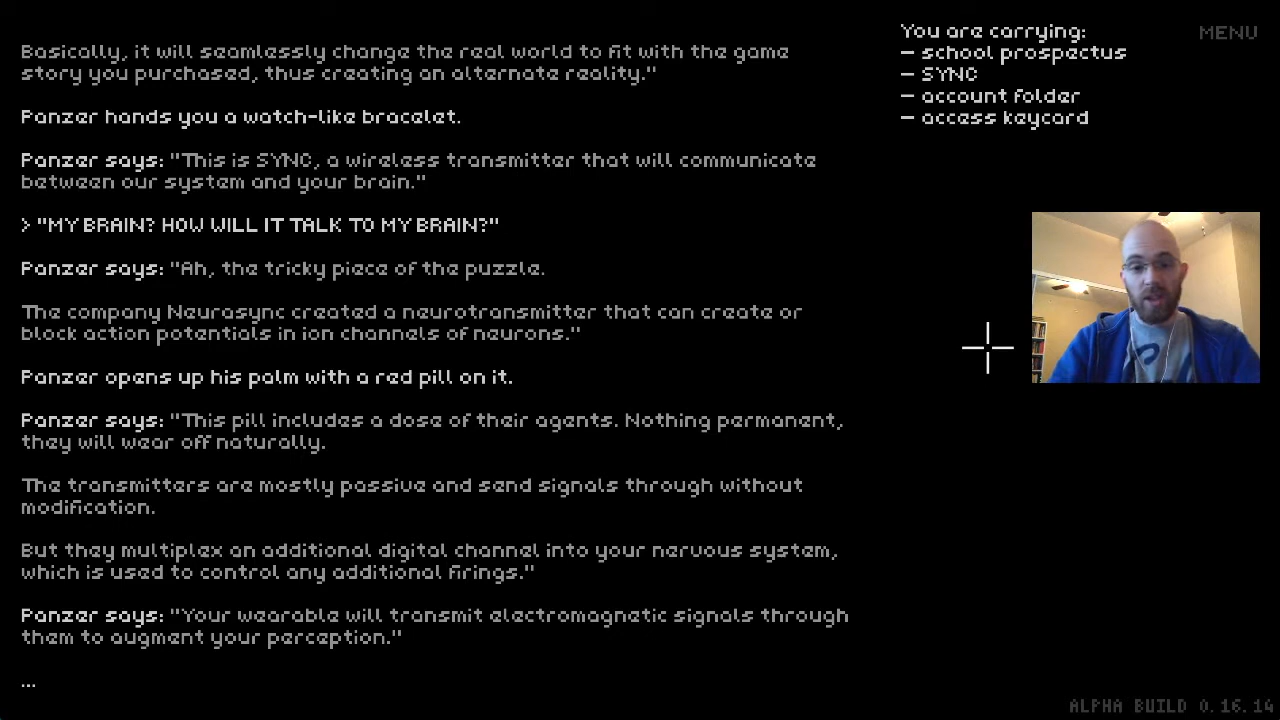 Basically, it will seamlessly change the real world to fit with the game
story you purchased, thus creating an alternate reality."
Panzer hands you a watch-like bracelet.
Panzer says: "This is SYNC, a wireless transmitter that will communicate
between our system and your brain."
> "MY BRAIN? HOW WILL IT TALK TO MY BRAIN?"
Panzer says: "Ah, the tricky piece of the puzzle.
The company Neurasync created a neurotransmitter that can create or
block action potentials in ion channels of neurons."
Panzer opens up his palm with a red pill on it.
Panzer says: "This pill includes a dose of their agents. Nothing permanent,
they will wear off naturally.
The transmitters are mostly passive and send signals through without
modification.
But they multiplex an additional digital channel into your nervous system,
which is used to control any additional firings."
Panzer says: "Your wearable will transmit electromagnetic signals through
them to augment your perception."
...
You are carrying:
– school prospectus
– SYNC
– account folder
– access keycard
MENU
ALPHA BUILD 0.16.14